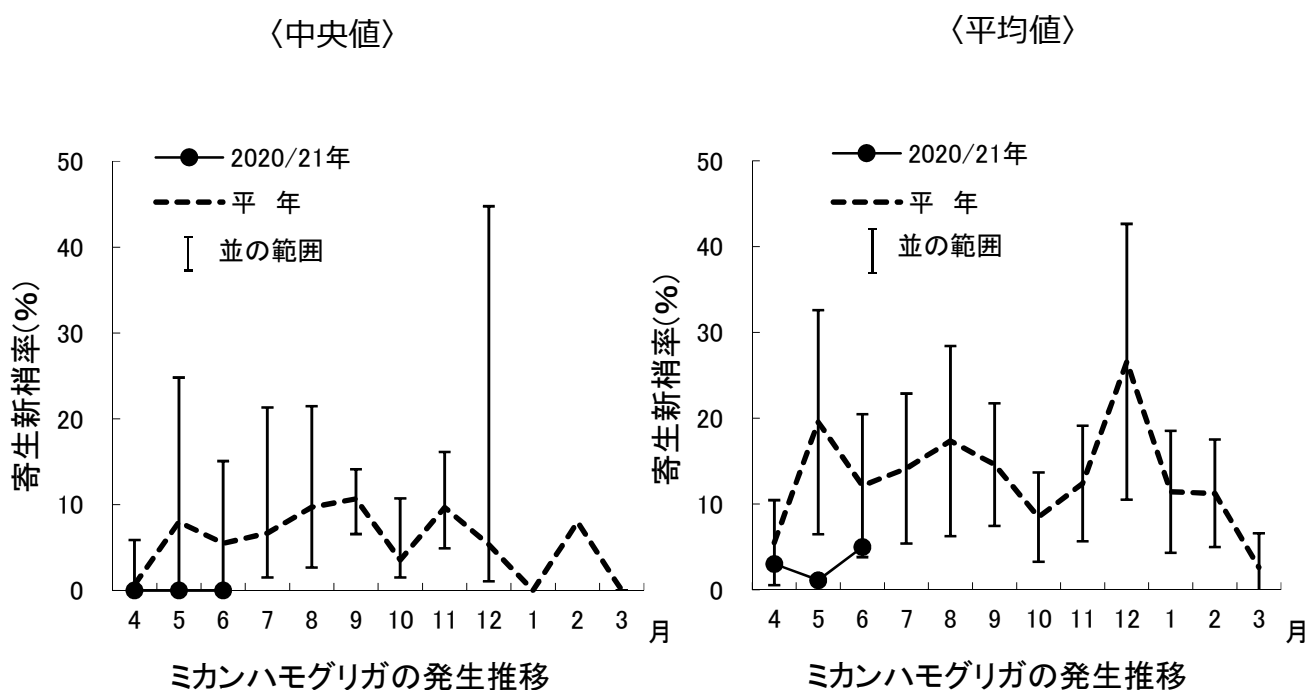 〈中央値〉
50
40
30
20
10
0
寄生新梢率(%)
2020/21年
平 年
並の範囲
4 5 6 7 8 9 10 11 12 1 2 3 月
ミカンハモグリガの発生推移
〈平均値〉
50
40
30
20
10
0
寄生新梢率(%)
2020/21年
平 年
並の範囲
4 5 6 7 8 9 10 11 12 1 2 3 月
ミカンハモグリガの発生推移